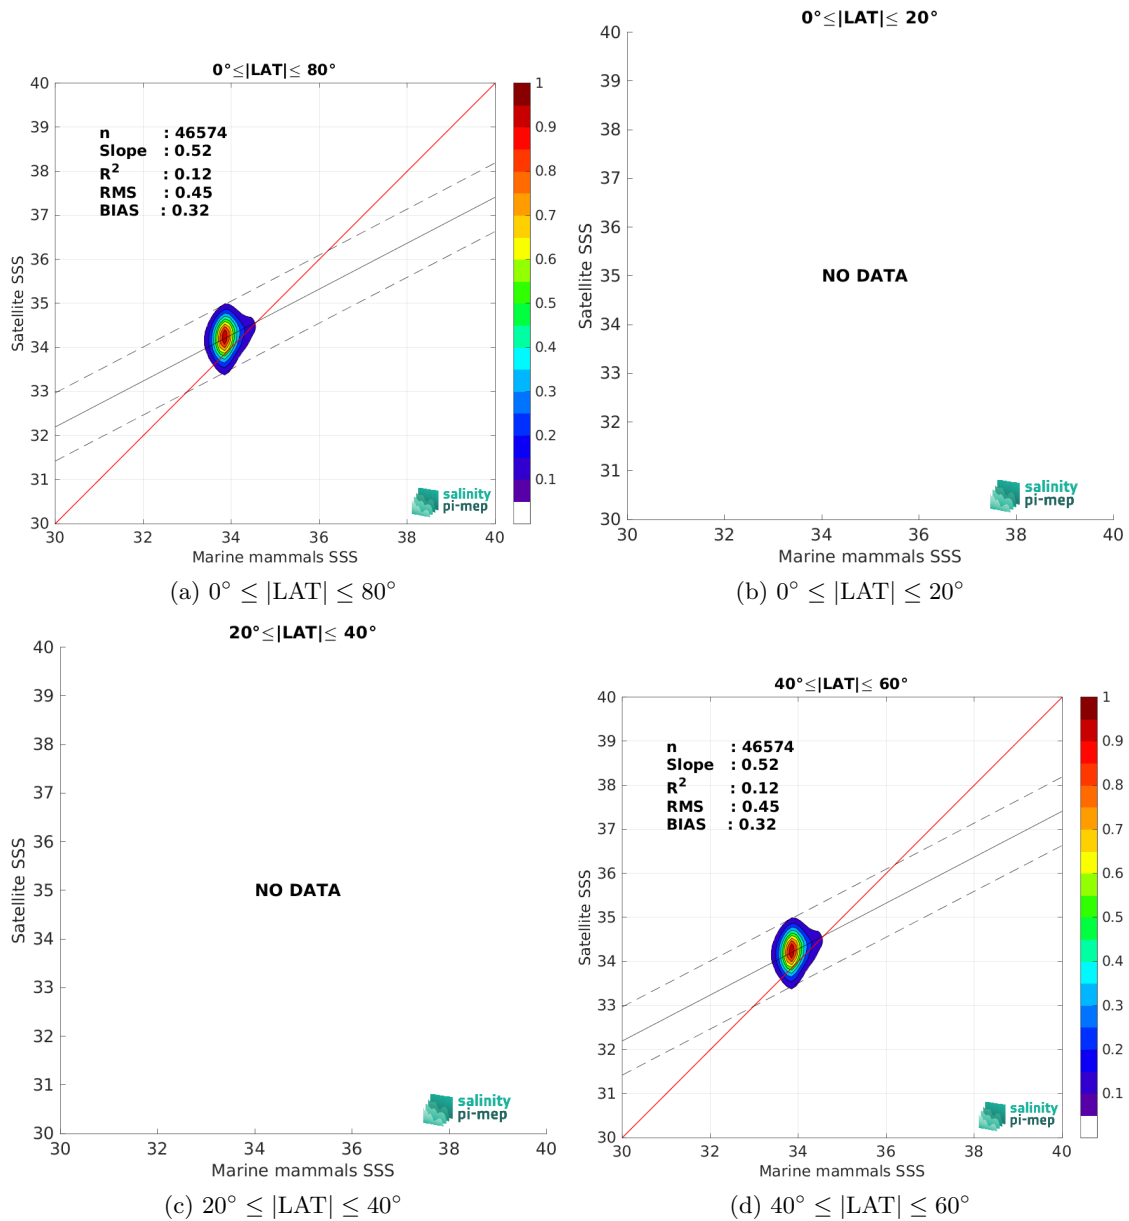 0°≤|LAT|≤ 80°
40
39
38
37
36
35
34
33
32
31
30
Satellite SSS
n : 46574
Slope : 0.52
R² : 0.12
RMS : 0.45
BIAS : 0.32
salinity
pi-mep
30 32 34 36 38 40
Marine mammals SSS
1
0.9
0.8
0.7
0.6
0.5
0.4
0.3
0.2
0.1
(a) 0° ≤ |LAT| ≤ 80°
0°≤|LAT|≤ 20°
40
39
38
37
36
35
34
33
32
31
30
Satellite SSS
NO DATA
salinity
pi-mep
30 32 34 36 38 40
Marine mammals SSS
(b) 0° ≤ |LAT| ≤ 20°
20°≤|LAT|≤ 40°
40
39
38
37
36
35
34
33
32
31
30
Satellite SSS
NO DATA
salinity
pi-mep
30 32 34 36 38 40
Marine mammals SSS
(c) 20° ≤ |LAT| ≤ 40°
40°≤|LAT|≤ 60°
40
39
38
37
36
35
34
33
32
31
30
Satellite SSS
n : 46574
Slope : 0.52
R² : 0.12
RMS : 0.45
BIAS : 0.32
salinity
pi-mep
30 32 34 36 38 40
Marine mammals SSS
1
0.9
0.8
0.7
0.6
0.5
0.4
0.3
0.2
0.1
(d) 40° ≤ |LAT| ≤ 60°